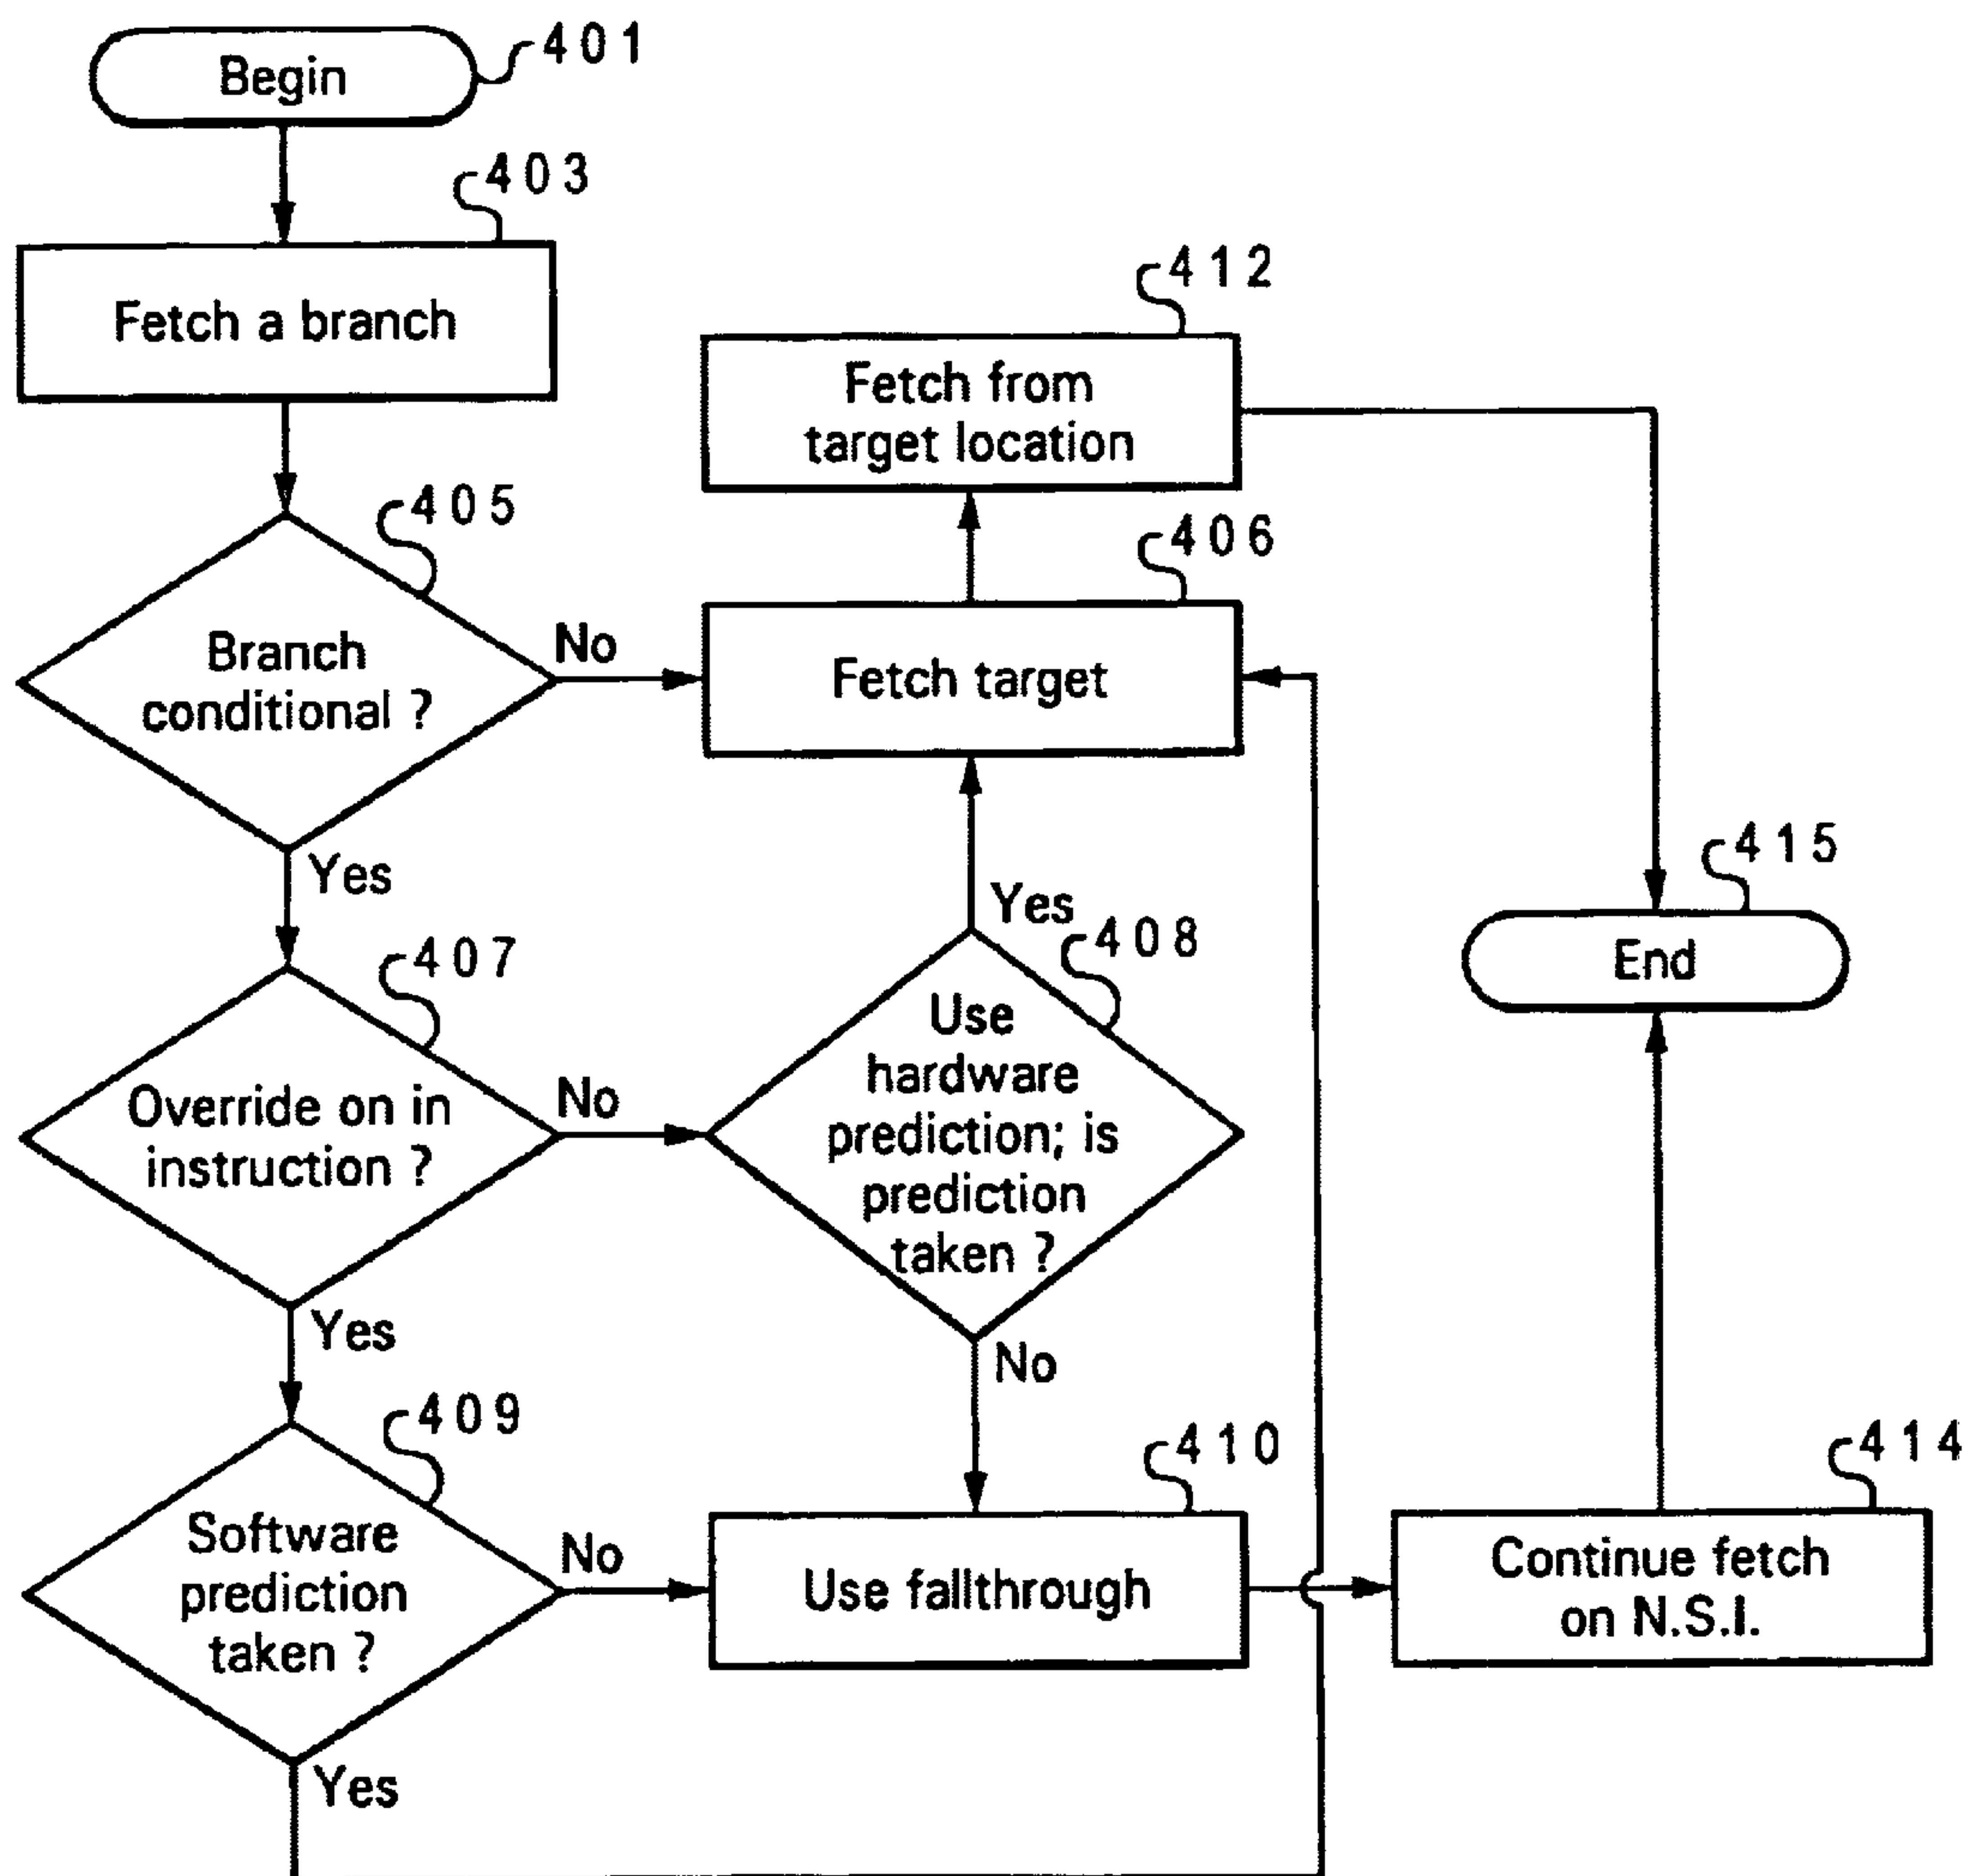 Begin
401
403
Fetch a branch
412
Fetch from
target location
405
406
Branch
conditional ?
No
Fetch target
Yes
415
End
407
Yes
408
Override on in
instruction ?
No
Use
hardware
prediction; is
prediction
taken ?
Yes
No
409
410
414
Software
prediction
taken ?
No
Use fallthrough
Continue fetch
on N.S.I.
Yes